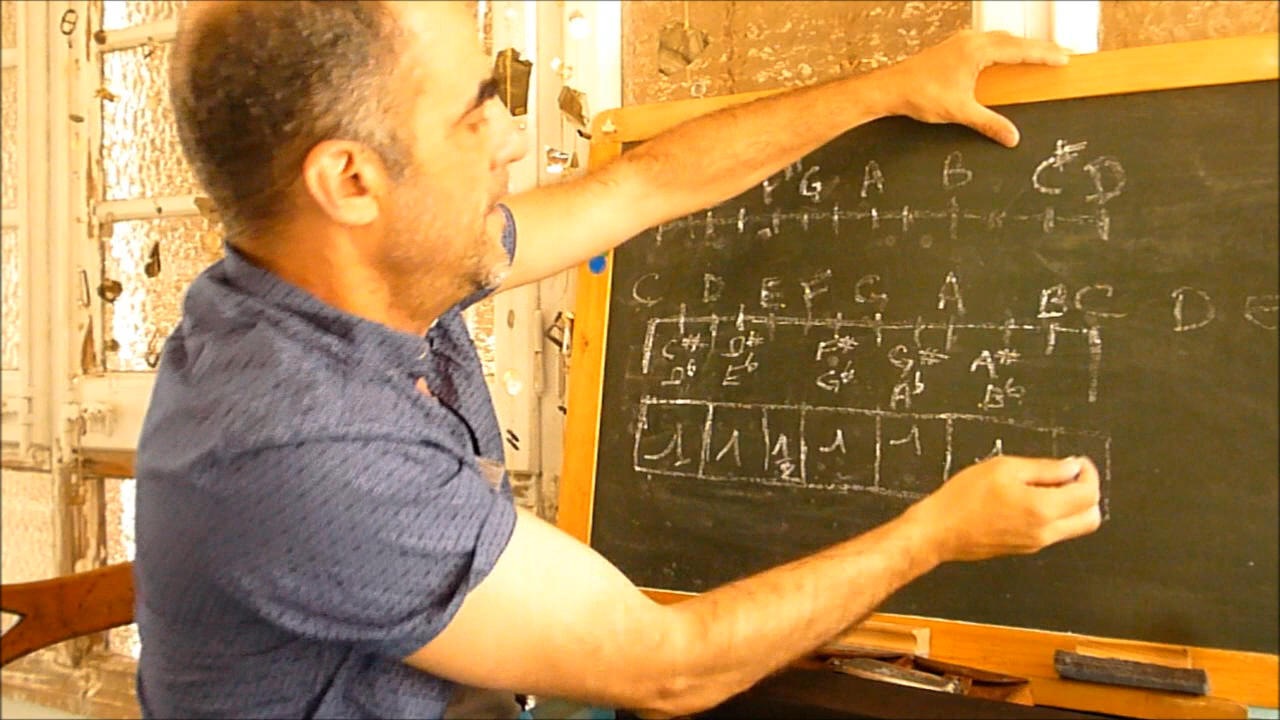 F# G A B C# D
C D E F G A B C D
C# D# F# G# A#
Db Eb Gb Ab Bb
1 1 1/2 1 1 1